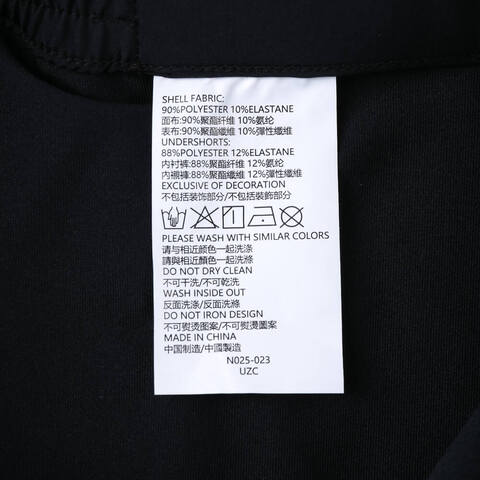 SHELL FABRIC:
90%POLYESTER 10%ELASTANE
面布:90%聚酯纤维 10%氨纶
表布:90%聚酯纖維 10%彈性纖維
UNDERSHORTS:
88%POLYESTER 12%ELASTANE
内衬裤:88%聚酯纤维 12%氨纶
內襯褲:88%聚酯纖維 12%彈性纖維
EXCLUSIVE OF DECORATION
不包括装饰部分/不包括裝飾部分
PLEASE WASH WITH SIMILAR COLORS
请与相近颜色一起洗涤
請與相近顏色一起洗滌
DO NOT DRY CLEAN
不可干洗/不可乾洗
WASH INSIDE OUT
反面洗涤/反面洗滌
DO NOT IRON DESIGN
不可熨烫图案/不可熨燙圖案
MADE IN CHINA
中国制造/中國製造
N025-023
UZC